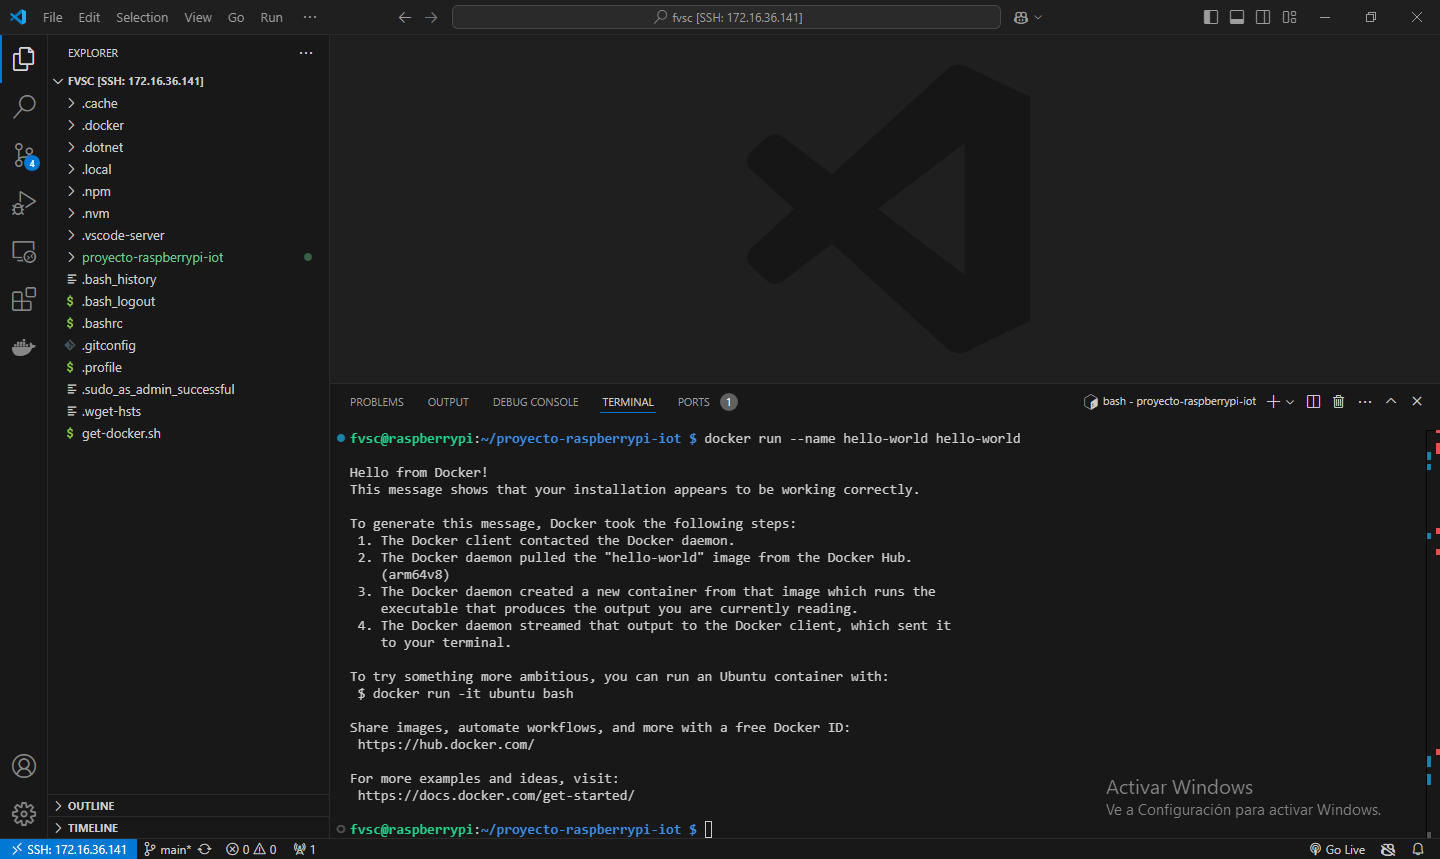 File Edit Selection View Go Run ···
fvsc [SSH: 172.16.36.141]
EXPLORER
FVSC [SSH: 172.16.36.141]
.cache
.docker
.dotnet
.local
.npm
.nvm
.vscode-server
proyecto-raspberrypi-iot
.bash_history
$ .bash_logout
$ .bashrc
.gitconfig
$ .profile
.sudo_as_admin_successful
.wget-hsts
$ get-docker.sh
4
OUTLINE
TIMELINE
PROBLEMS OUTPUT DEBUG CONSOLE TERMINAL PORTS 1
bash - proyecto-raspberrypi-iot
fvsc@raspberrypi:~/proyecto-raspberrypi-iot $ docker run --name hello-world hello-world
Hello from Docker!
This message shows that your installation appears to be working correctly.
To generate this message, Docker took the following steps:
1. The Docker client contacted the Docker daemon.
2. The Docker daemon pulled the "hello-world" image from the Docker Hub.
(arm64v8)
3. The Docker daemon created a new container from that image which runs the
executable that produces the output you are currently reading.
4. The Docker daemon streamed that output to the Docker client, which sent it
to your terminal.
To try something more ambitious, you can run an Ubuntu container with:
$ docker run -it ubuntu bash
Share images, automate workflows, and more with a free Docker ID:
https://hub.docker.com/
For more examples and ideas, visit:
https://docs.docker.com/get-started/
fvsc@raspberrypi:~/proyecto-raspberrypi-iot $
Activar Windows
Ve a Configuración para activar Windows.
SSH: 172.16.36.141 main* 0 0 1 Go Live